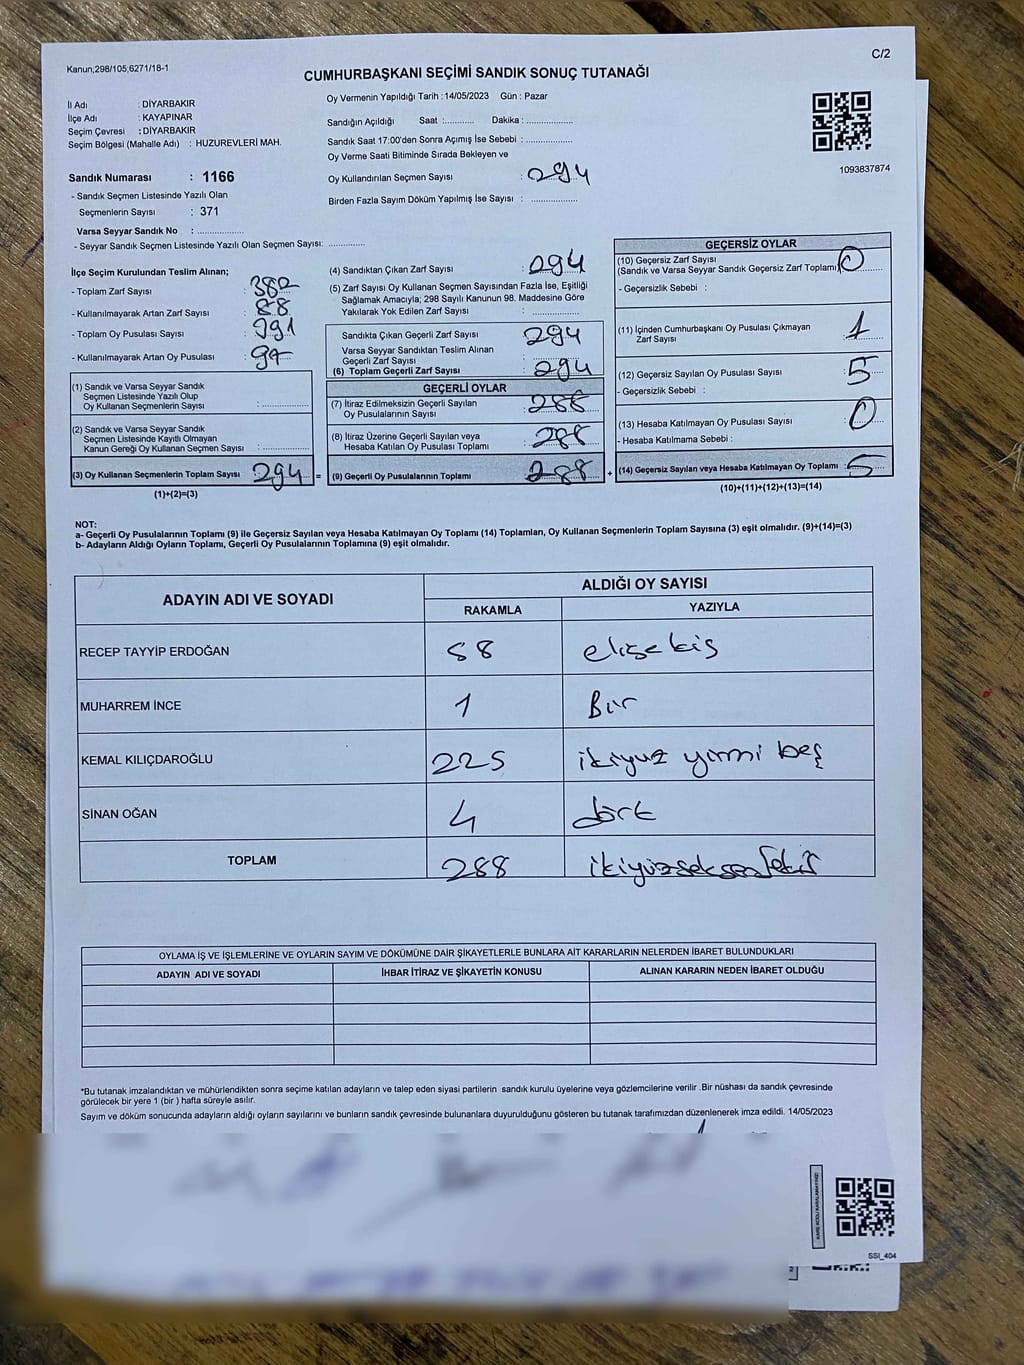 Kanun;298/105;6271/18-1
C/2
CUMHURBAŞKANI SEÇİMİ SANDIK SONUÇ TUTANAĞI
İl Adı : DİYARBAKIR
İlçe Adı : KAYAPINAR
Seçim Çevresi : DİYARBAKIR
Seçim Bölgesi (Mahalle Adı) : HUZUREVLERİ MAH.
Sandık Numarası : 1166
- Sandık Seçmen Listesinde Yazılı Olan
Seçmenlerin Sayısı : 371
Varsa Seyyar Sandık No : ..................
- Seyyar Sandık Seçmen Listesinde Yazılı Olan Seçmen Sayısı: ..............
Oy Vermenin Yapıldığı Tarih :14/05/2023 Gün : Pazar
Sandığın Açıldığı Saat :........... Dakika : ..................
Sandık Saat 17:00'den Sonra Açımış İse Sebebi : ..................
Oy Verme Saati Bitiminde Sırada Bekleyen ve
Oy Kullandırılan Seçmen Sayısı : 294
Birden Fazla Sayım Döküm Yapılmış İse Sayısı : ..................
1093837874
İlçe Seçim Kurulundan Teslim Alınan;
- Toplam Zarf Sayısı : 382
- Kullanılmayarak Artan Zarf Sayısı : 88
- Toplam Oy Pusulası Sayısı : 391
- Kullanılmayarak Artan Oy Pusulası : 97
(1) Sandık ve Varsa Seyyar Sandık
Seçmen Listesinde Yazılı Olup
Oy Kullanan Seçmenlerin Sayısı : ..................
(2) Sandık ve Varsa Seyyar Sandık
Seçmen Listesinde Kayıtlı Olmayan
Kanun Gereği Oy Kullanan Seçmen Sayısı : ..................
(3) Oy Kullanan Seçmenlerin Toplam Sayısı : 294 =
(1)+(2)=(3)
(4) Sandıktan Çıkan Zarf Sayısı : 294
(5) Zarf Sayısı Oy Kullanan Seçmen Sayısından Fazla İse, Eşitliği
Sağlamak Amacıyla; 298 Sayılı Kanunun 98. Maddesine Göre
Yakılarak Yok Edilen Zarf Sayısı : ..................
Sandıkta Çıkan Geçerli Zarf Sayısı : 294
Varsa Seyyar Sandıktan Teslim Alınan
Geçerli Zarf Sayısı : ..................
(6) Toplam Geçerli Zarf Sayısı : 294
GEÇERLİ OYLAR
(7) İtiraz Edilmeksizin Geçerli Sayılan
Oy Pusulalarının Sayısı : 288
(8) İtiraz Üzerine Geçerli Sayılan veya
Hesaba Katılan Oy Pusulası Toplamı : 288
(9) Geçerli Oy Pusulalarının Toplamı : 288 +
GEÇERSİZ OYLAR
(10) Geçersiz Zarf Sayısı
(Sandık ve Varsa Seyyar Sandık Geçersiz Zarf Toplamı) 0
- Geçersizlik Sebebi :
(11) İçinden Cumhurbaşkanı Oy Pusulası Çıkmayan
Zarf Sayısı : 1
(12) Geçersiz Sayılan Oy Pusulası Sayısı : 5
- Geçersizlik Sebebi :
(13) Hesaba Katılmayan Oy Pusulası Sayısı : 0
- Hesaba Katılmama Sebebi :
(14) Geçersiz Sayılan veya Hesaba Katılmayan Oy Toplamı : 5
(10)+(11)+(12)+(13)=(14)
NOT:
a- Geçerli Oy Pusulalarının Toplamı (9) ile Geçersiz Sayılan veya Hesaba Katılmayan Oy Toplamı (14) Toplamları, Oy Kullanan Seçmenlerin Toplam Sayısına (3) eşit olmalıdır. (9)+(14)=(3)
b- Adayların Aldığı Oyların Toplamı, Geçerli Oy Pusulalarının Toplamına (9) eşit olmalıdır.
ADAYIN ADI VE SOYADI ALDIĞI OY SAYISI
RAKAMLA YAZIYLA
RECEP TAYYİP ERDOĞAN 58 elisekis
MUHARREM İNCE 1 Bir
KEMAL KILIÇDAROĞLU 225 ikiyuz yirmi beş
SİNAN OĞAN 4 dört
TOPLAM 288 ikiyüzseksensekiz
OYLAMA İŞ VE İŞLEMLERİNE VE OYLARIN SAYIM VE DÖKÜMÜNE DAİR ŞİKAYETLERLE BUNLARA AİT KARARLARIN NELERDEN İBARET BULUNDUKLARI
ADAYIN ADI VE SOYADI İHBAR İTİRAZ VE ŞİKAYETİN KONUSU ALINAN KARARIN NEDEN İBARET OLDUĞU
*Bu tutanak imzalandıktan ve mühürlendikten sonra seçime katılan adayların ve talep eden siyasi partilerin sandık kurulu üyelerine veya gözlemcilerine verilir .Bir nüshası da sandık çevresinde
görülecek bir yere 1 (bir ) hafta süreyle asılır.
Sayım ve döküm sonucunda adayların aldığı oyların sayılarını ve bunların sandık çevresinde bulunanlara duyurulduğunu gösteren bu tutanak tarafımızdan düzenlenerek imza edildi. 14/05/2023
SSI_404